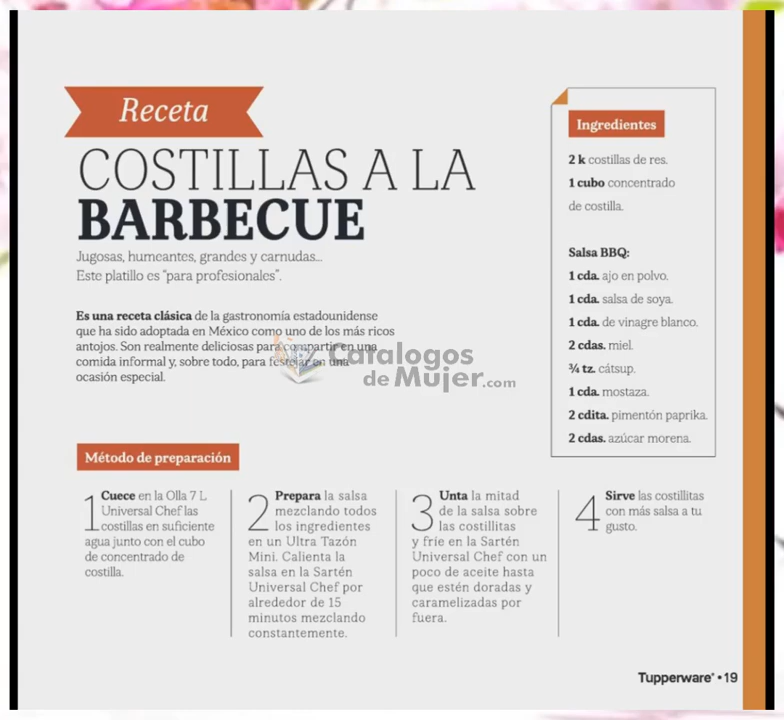 Receta
COSTILLAS A LA
BARBECUE
Jugosas, humeantes, grandes y carnudas...
Este platillo es "para profesionales".
Es una receta clásica de la gastronomía estadounidense
que ha sido adoptada en México como uno de los más ricos
antojos. Son realmente deliciosas para compartir en una
comida informal y, sobre todo, para festejar en una
ocasión especial.
Catalogos
de Mujer.com
Ingredientes
2 k costillas de res.
1 cubo concentrado
de costilla.
Salsa BBQ:
1 cda. ajo en polvo.
1 cda. salsa de soya.
1 cda. de vinagre blanco.
2 cdas. miel.
¾ tz. cátsup.
1 cda. mostaza.
2 cdita. pimentón paprika.
2 cdas. azúcar morena.
Método de preparación
1 Cuece en la Olla 7 L
Universal Chef las
costillas en suficiente
agua junto con el cubo
de concentrado de
costilla.
2 Prepara la salsa
mezclando todos
los ingredientes
en un Ultra Tazón
Mini. Calienta la
salsa en la Sartén
Universal Chef por
alrededor de 15
minutos mezclando
constantemente.
3 Unta la mitad
de la salsa sobre
las costillitas
y fríe en la Sartén
Universal Chef con un
poco de aceite hasta
que estén doradas y
caramelizadas por
fuera.
4 Sirve las costillitas
con más salsa a tu
gusto.
Tupperware® • 19